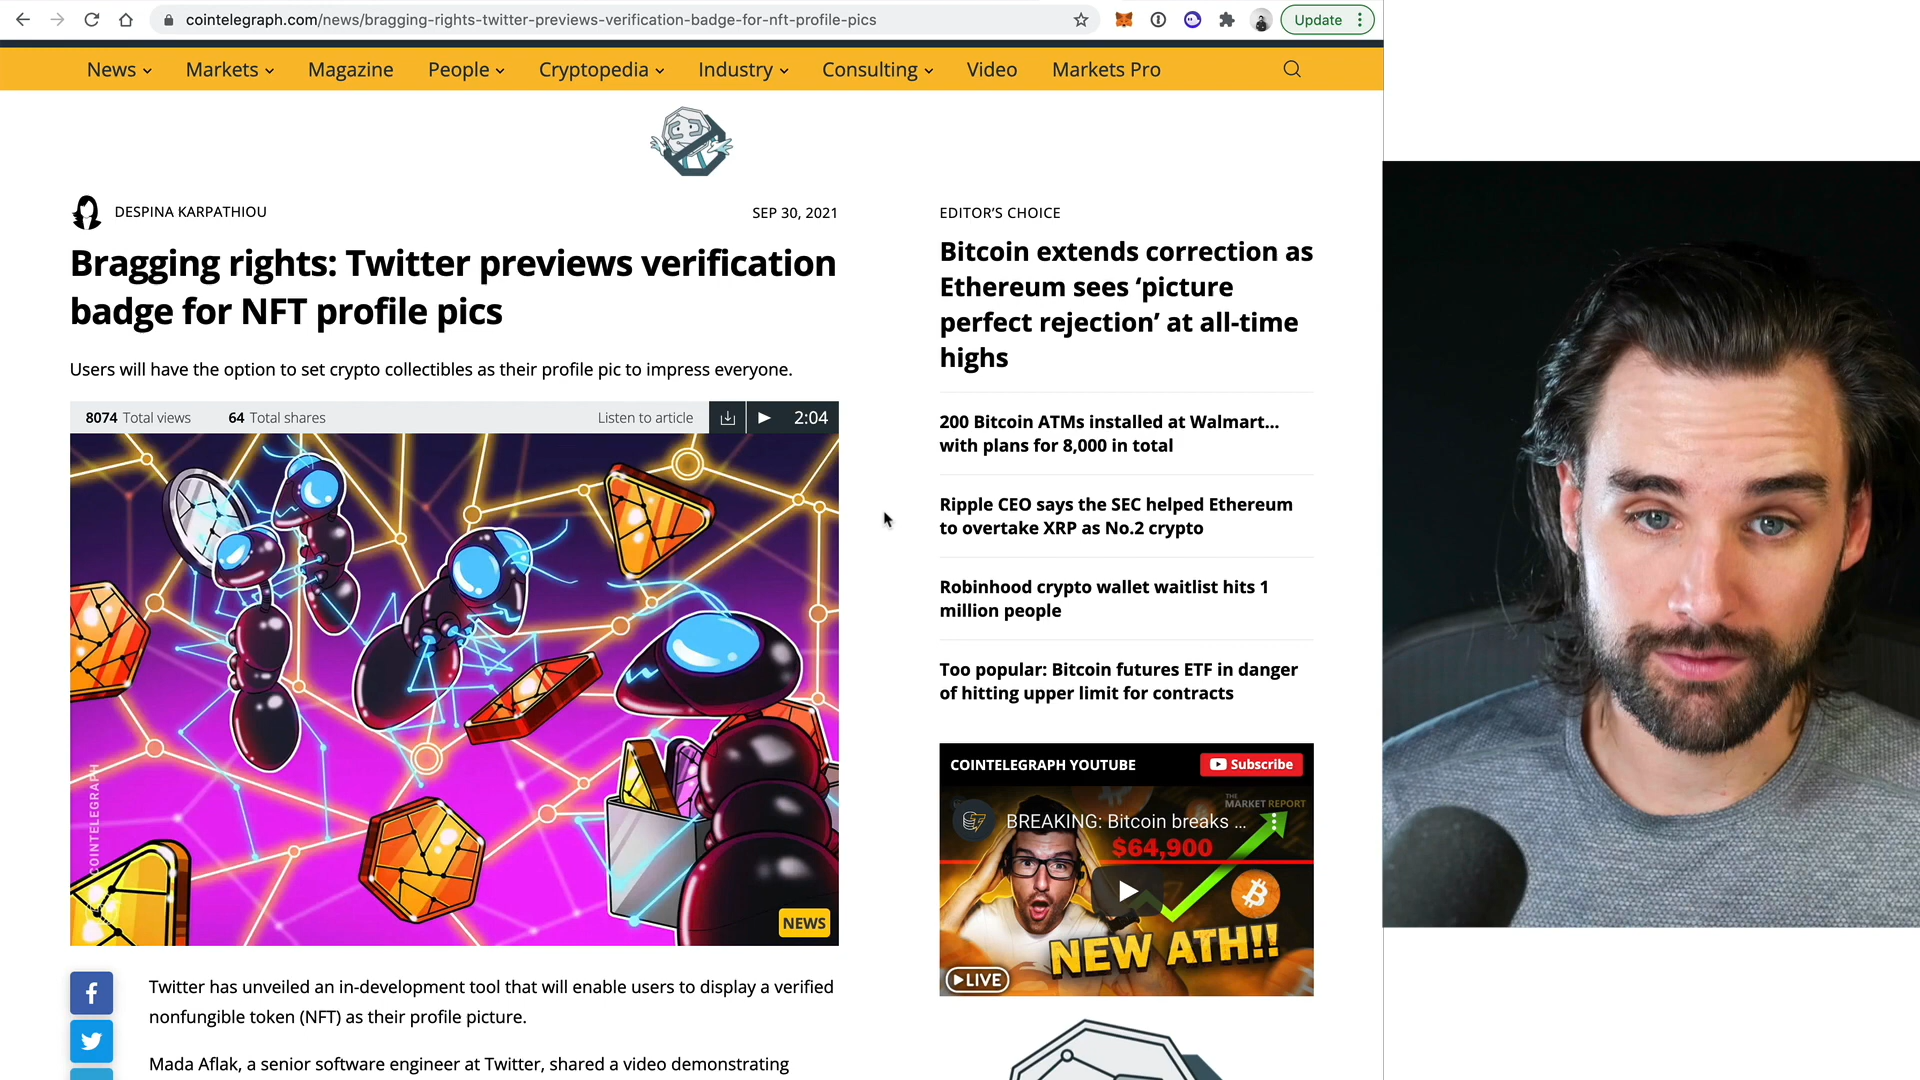 cointelegraph.com/news/bragging-rights-twitter-previews-verification-badge-for-nft-profile-pics
Update
News Markets Magazine People Cryptopedia Industry Consulting Video Markets Pro
DESPINA KARPATHIOU
SEP 30, 2021
Bragging rights: Twitter previews verification
badge for NFT profile pics
Users will have the option to set crypto collectibles as their profile pic to impress everyone.
8074 Total views 64 Total shares Listen to article 2:04
COINTELEGRAPH
NEWS
Twitter has unveiled an in-development tool that will enable users to display a verified
nonfungible token (NFT) as their profile picture.
Mada Aflak, a senior software engineer at Twitter, shared a video demonstrating
EDITOR'S CHOICE
Bitcoin extends correction as
Ethereum sees ‘picture
perfect rejection’ at all-time
highs
200 Bitcoin ATMs installed at Walmart...
with plans for 8,000 in total
Ripple CEO says the SEC helped Ethereum
to overtake XRP as No.2 crypto
Robinhood crypto wallet waitlist hits 1
million people
Too popular: Bitcoin futures ETF in danger
of hitting upper limit for contracts
COINTELEGRAPH YOUTUBE
Subscribe
THE
MARKET REPORT
BREAKING: Bitcoin breaks ...
$64,900
NEW ATH!!
LIVE